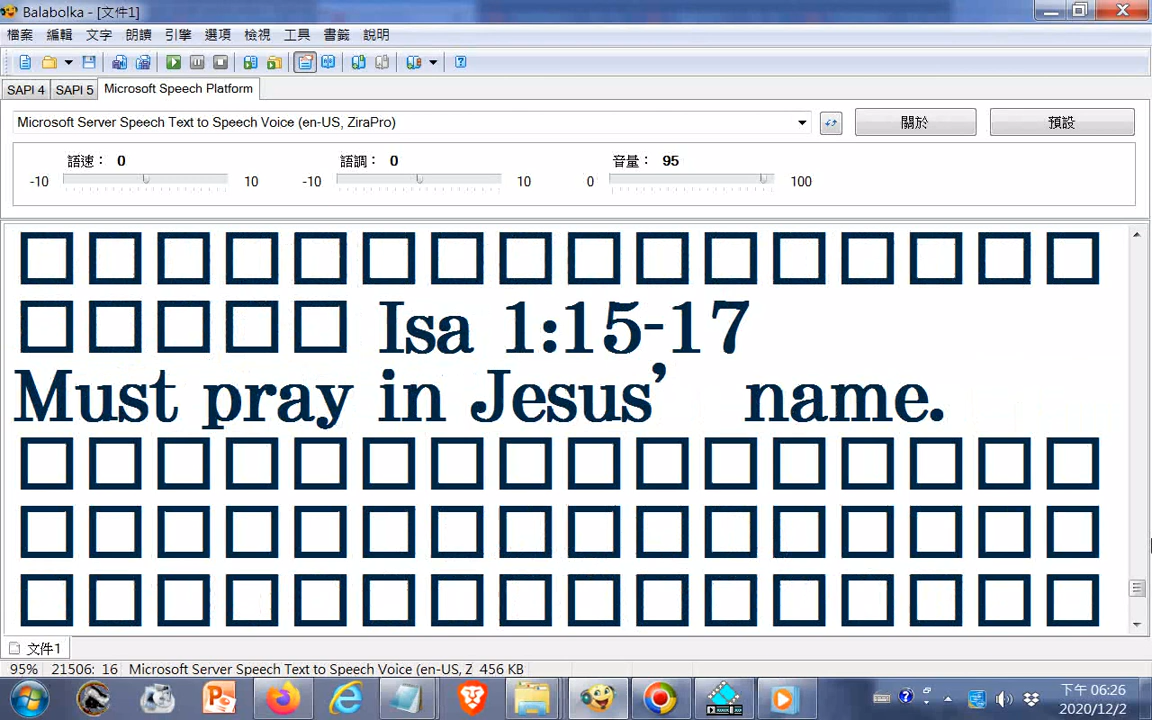 Balabolka - [文件1]
檔案 編輯 文字 朗讀 引擎 選項 檢視 工具 書籤 說明
SAPI 4 SAPI 5 Microsoft Speech Platform
Microsoft Server Speech Text to Speech Voice (en-US, ZiraPro) 關於 預設
語速： 0 語調： 0 音量： 95
-10 10 -10 10 0 100
□□□□□□□□□□□□□□□□
□□□□□ Isa 1:15-17
Must pray in Jesus’ name.
□□□□□□□□□□□□□□□□
□□□□□□□□□□□□□□□□
□□□□□□□□□□□□□□□□
文件1
95% 21506: 16 Microsoft Server Speech Text to Speech Voice (en-US, Z 456 KB
下午 06:26
2020/12/2